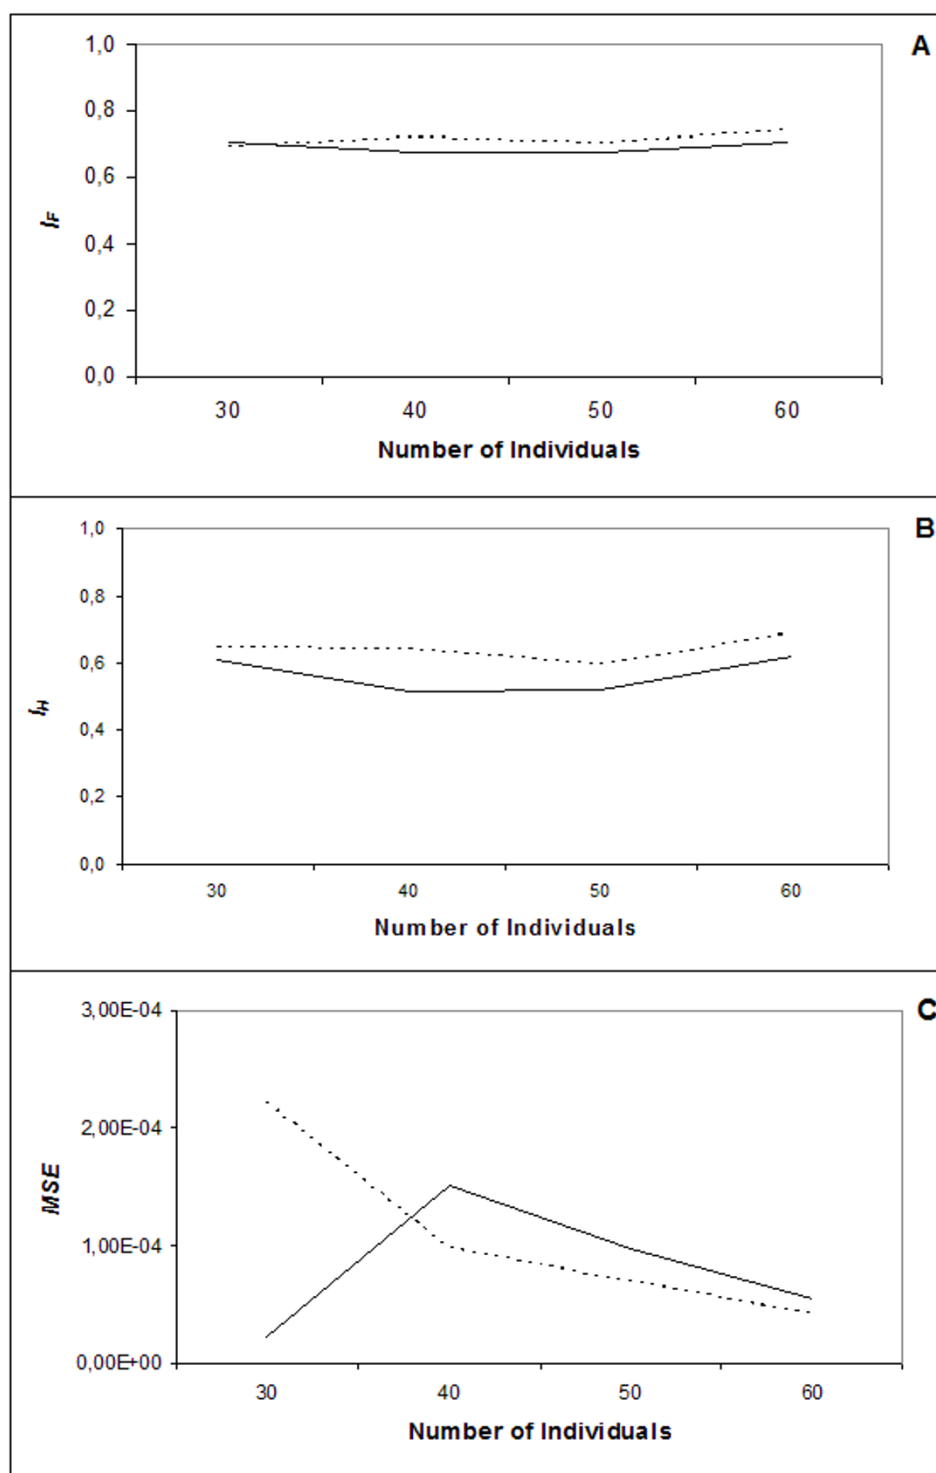 A
1,0
0,8
0,6
0,4
0,2
0,0
IF
30 40 50 60
Number of Individuals
B
1,0
0,8
0,6
0,4
0,2
0,0
IH
30 40 50 60
Number of Individuals
C
3,00E-04
2,00E-04
1,00E-04
0,00E+00
MSE
30 40 50 60
Number of Individuals